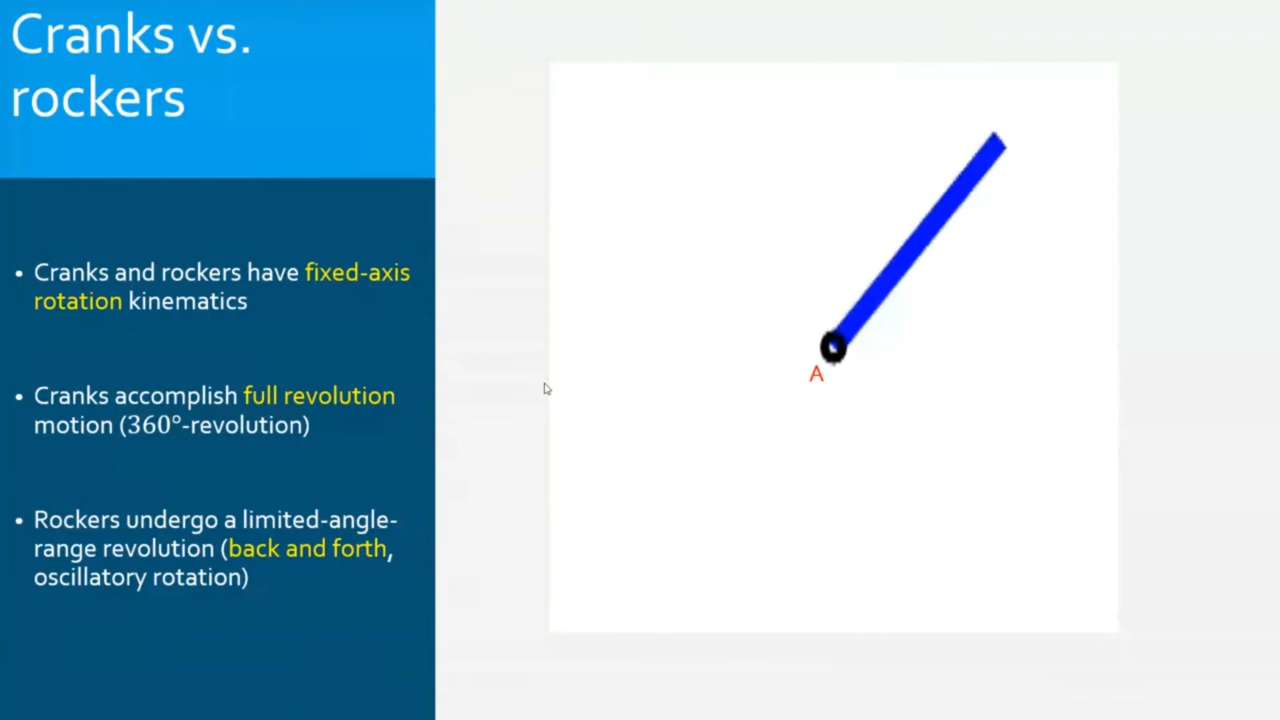 Cranks vs.
rockers
• Cranks and rockers have fixed-axis
rotation kinematics
• Cranks accomplish full revolution
motion (360°-revolution)
• Rockers undergo a limited-angle-
range revolution (back and forth,
oscillatory rotation)
A